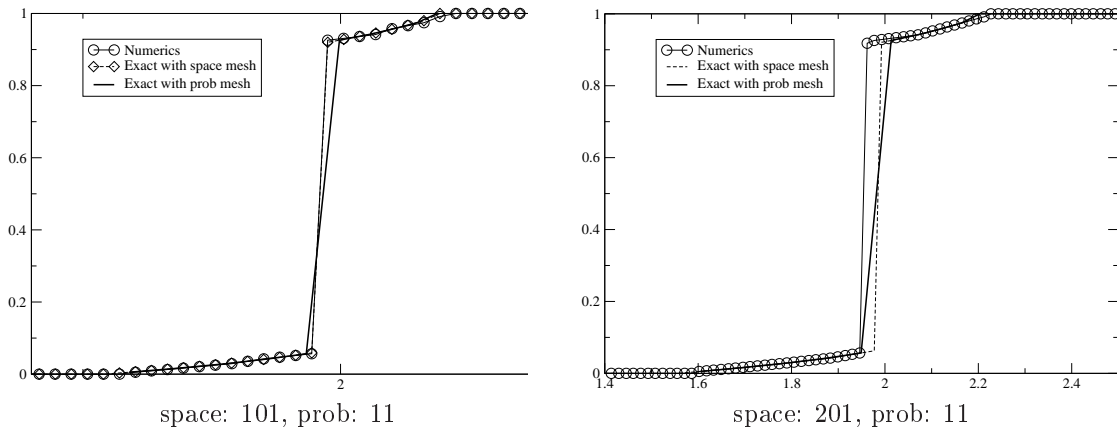 1
0.8
0.6
0.4
0.2
0
2
Numerics
Exact with space mesh
Exact with prob mesh
space: 101, prob: 11
1
0.8
0.6
0.4
0.2
0
1.4 1.6 1.8 2 2.2 2.4
Numerics
Exact with space mesh
Exact with prob mesh
space: 201, prob: 11